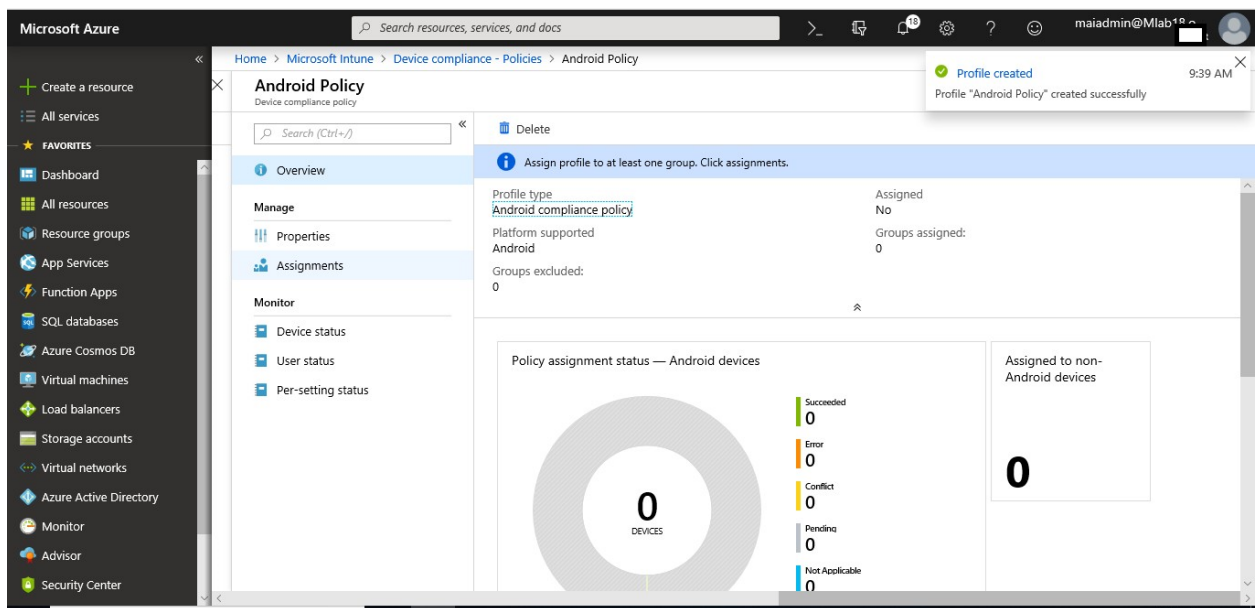 Microsoft Azure
Search resources, services, and docs
>_
18
?
maiadmin@Mlab18.o
«
Home > Microsoft Intune > Device compliance - Policies > Android Policy
Profile created
9:39 AM
Profile "Android Policy" created successfully
Create a resource
All services
FAVORITES
Dashboard
All resources
Resource groups
App Services
Function Apps
SQL databases
Azure Cosmos DB
Virtual machines
Load balancers
Storage accounts
Virtual networks
Azure Active Directory
Monitor
Advisor
Security Center
Android Policy
Device compliance policy
Search (Ctrl+/)
«
Overview
Manage
Properties
Assignments
Monitor
Device status
User status
Per-setting status
Delete
Assign profile to at least one group. Click assignments.
Profile type
Android compliance policy
Platform supported
Android
Groups excluded:
0
Assigned
No
Groups assigned:
0
Policy assignment status — Android devices
0
DEVICES
Succeeded
0
Error
0
Conflict
0
Pending
0
Not Applicable
0
Assigned to non-
Android devices
0